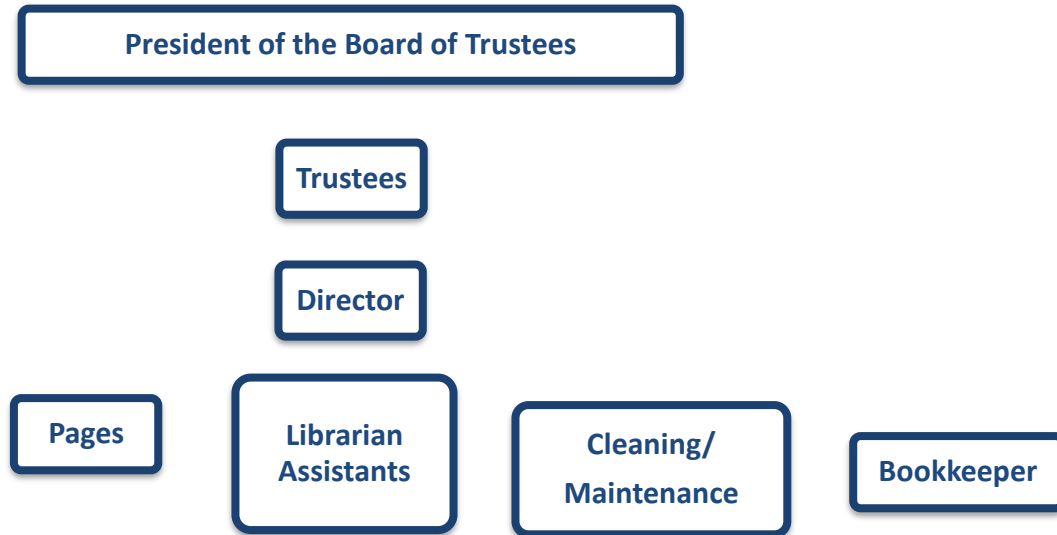 President of the Board of Trustees
Trustees
Director
Pages
Librarian
Assistants
Cleaning/
Maintenance
Bookkeeper